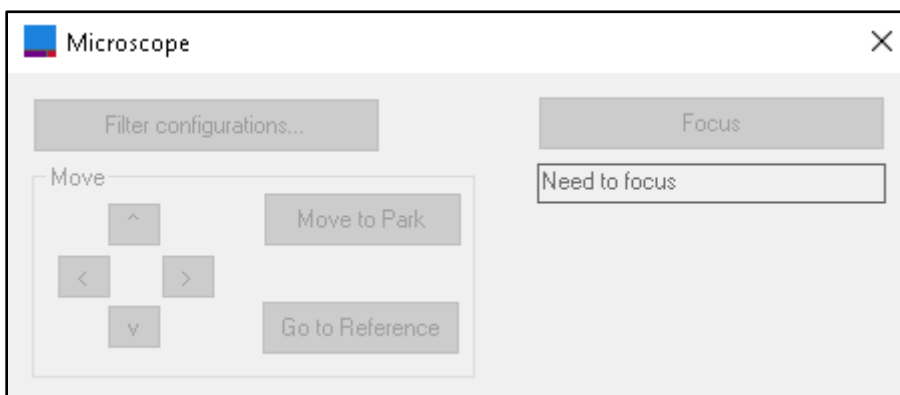 Microscope
Filter configurations...
Focus
Need to focus
Move
^
Move to Park
<
>
v
Go to Reference